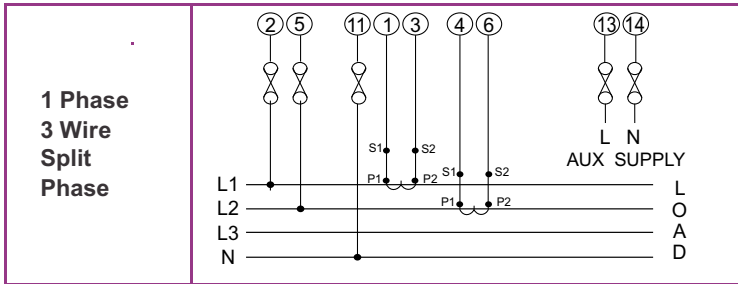 1 Phase
3 Wire
Split
Phase
2 5 11 1 3 4 6 13 14
L N
AUX SUPPLY
S1 S2
S1 S2
P1 P2
P1 P2
L1
L2
L3
N
L
O
A
D